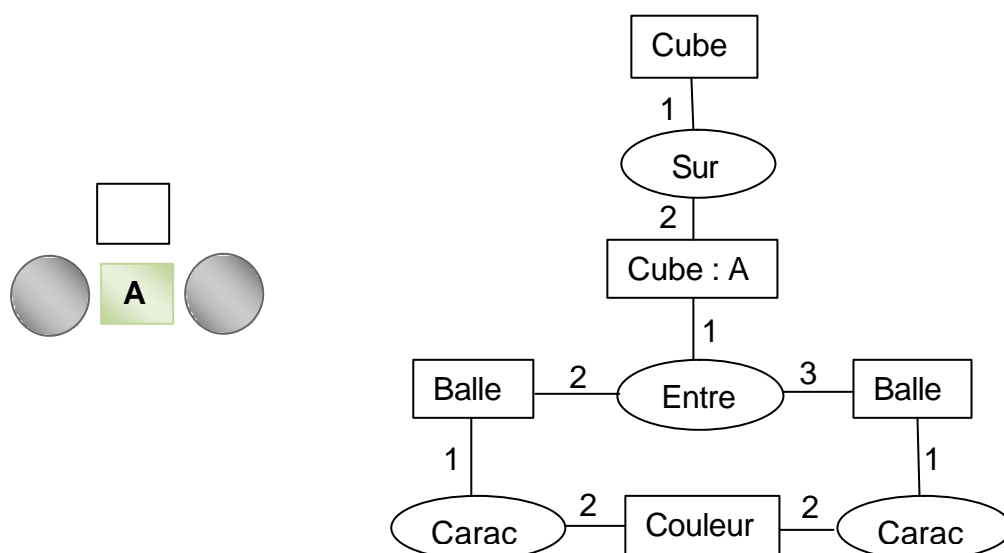 Cube
1
Sur
2
A
Cube : A
1
Balle 2 Entre 3 Balle
1 1
Carac 2 Couleur 2 Carac